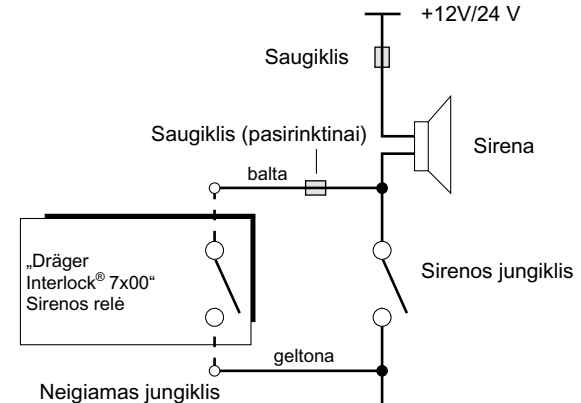 +12V/24 V
Saugiklis
Saugiklis (pasirinktinai)
Sirena
balta
„Dräger
Interlock® 7x00“
Sirenos relė
Sirenos jungiklis
geltona
Neigiamas jungiklis